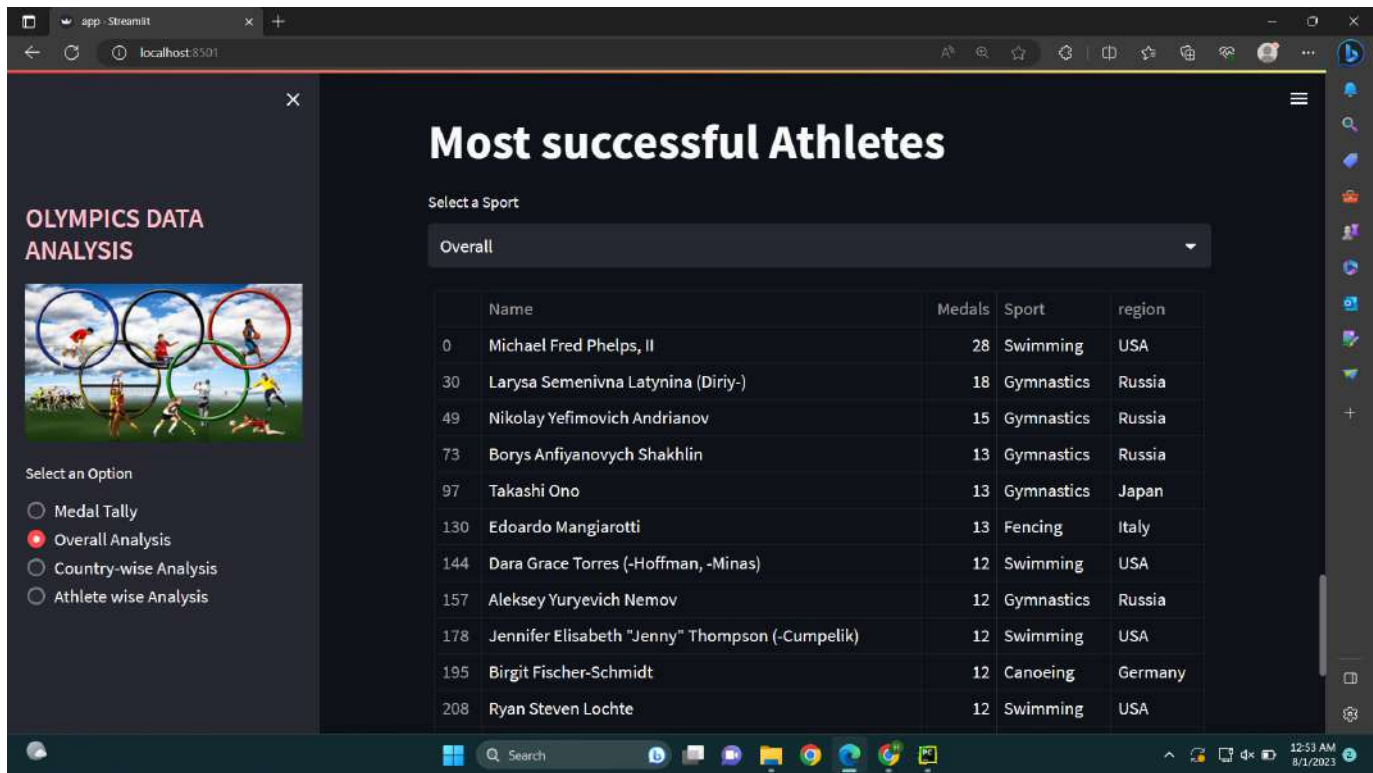 app · Streamlit
localhost:8501
OLYMPICS DATA
ANALYSIS
Select an Option
Medal Tally
Overall Analysis
Country-wise Analysis
Athlete wise Analysis
Most successful Athletes
Select a Sport
Overall
Name Medals Sport region
0 Michael Fred Phelps, II 28 Swimming USA
30 Larysa Semenivna Latynina (Diriy-) 18 Gymnastics Russia
49 Nikolay Yefimovich Andrianov 15 Gymnastics Russia
73 Borys Anfiyanovych Shakhlin 13 Gymnastics Russia
97 Takashi Ono 13 Gymnastics Japan
130 Edoardo Mangiarotti 13 Fencing Italy
144 Dara Grace Torres (-Hoffman, -Minas) 12 Swimming USA
157 Aleksey Yuryevich Nemov 12 Gymnastics Russia
178 Jennifer Elisabeth "Jenny" Thompson (-Cumpelik) 12 Swimming USA
195 Birgit Fischer-Schmidt 12 Canoeing Germany
208 Ryan Steven Lochte 12 Swimming USA
Search
12:53 AM
8/1/2023